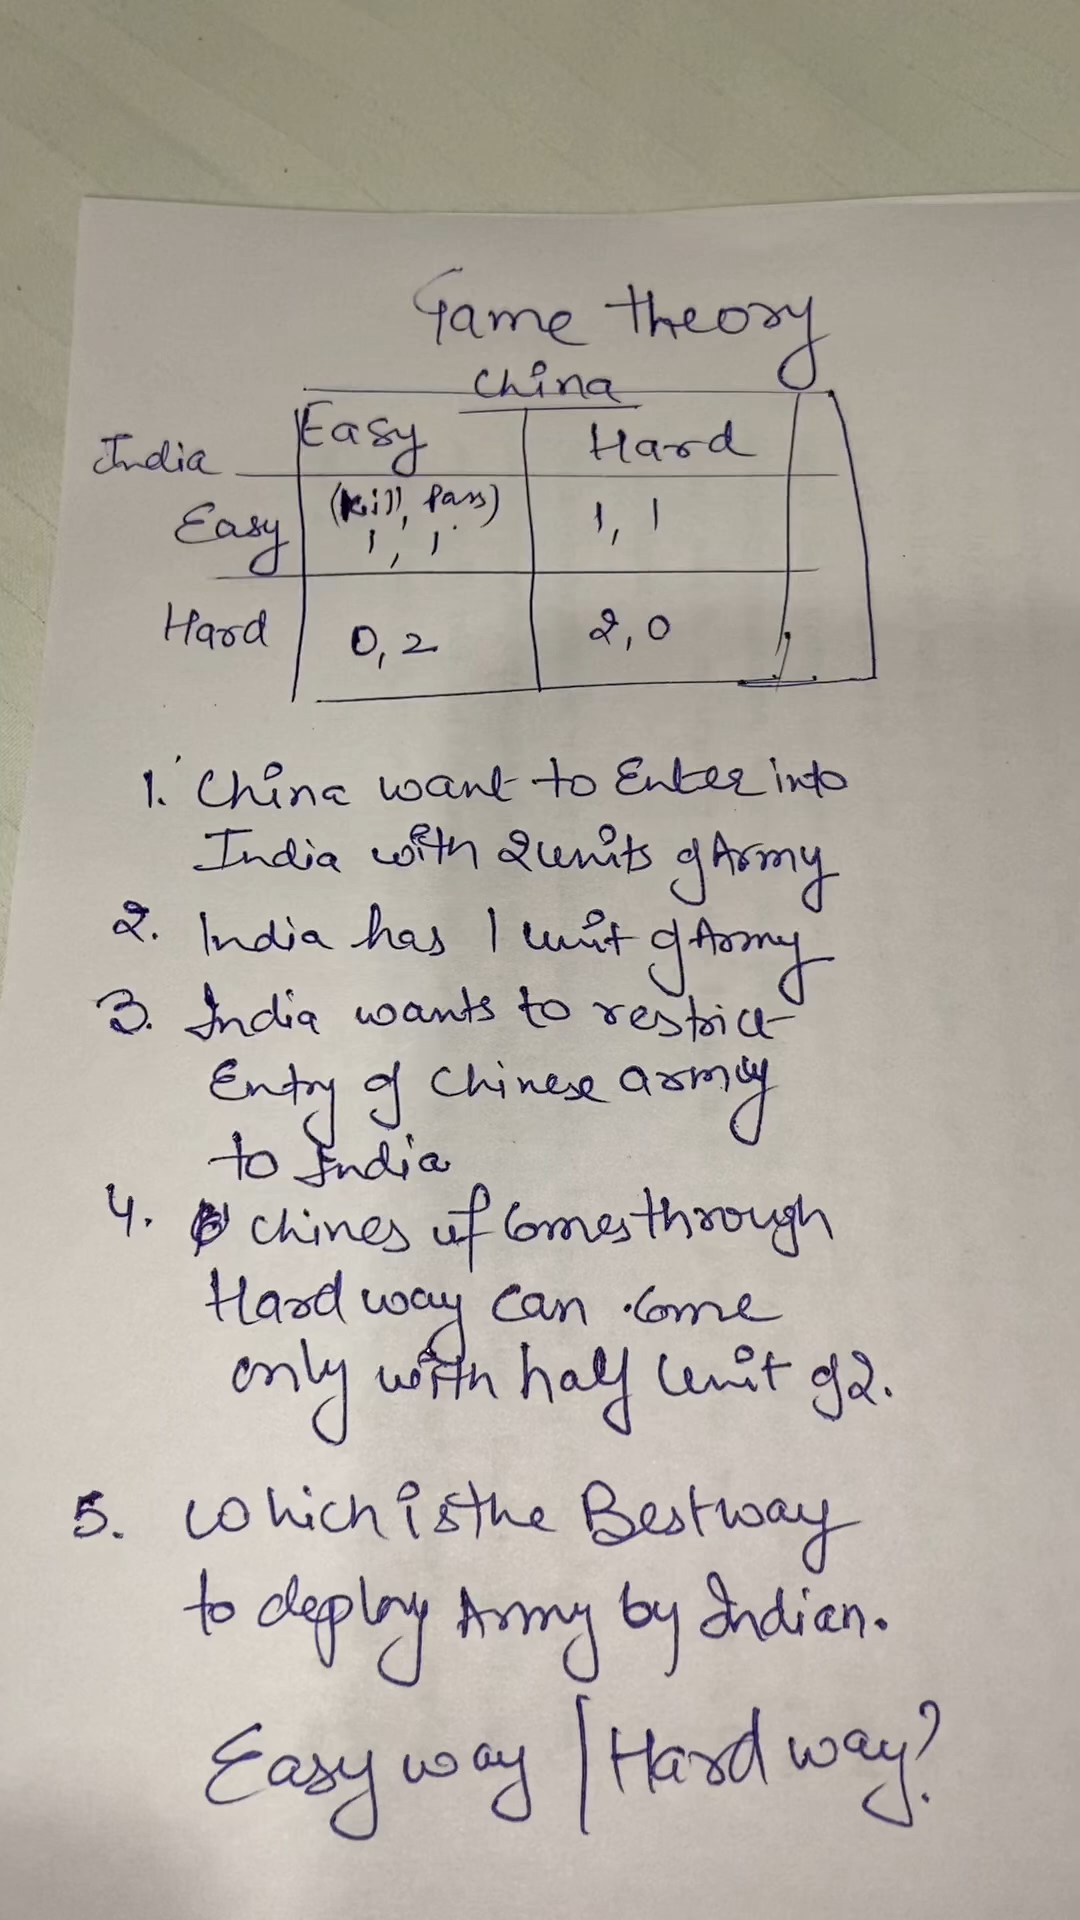 Game theory
China
India Easy Hard
Easy (Kill, Pass) 1, 1
1, 1
Hard 0, 2 2, 0
1. China want to Enter into
India with 2 units of Army
2. India has 1 unit of Army
3. India wants to restrict
Entry of Chinese army
to India
4. Chines if Comes through
Hard way can come
only with half Unit of 2.
5. Which is the Best way
to deploy Army by Indian.
Easy way / Hard way?